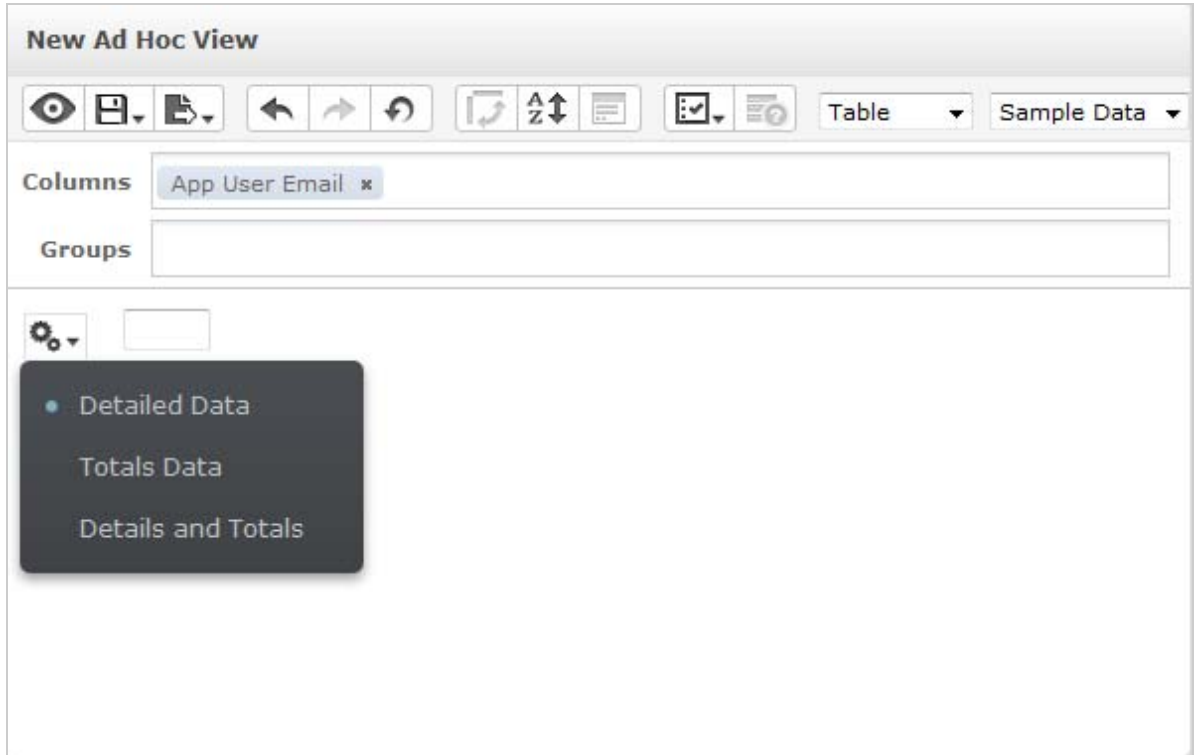 New Ad Hoc View
A Z Table Sample Data
Columns App User Email ×
Groups
Detailed Data
Totals Data
Details and Totals